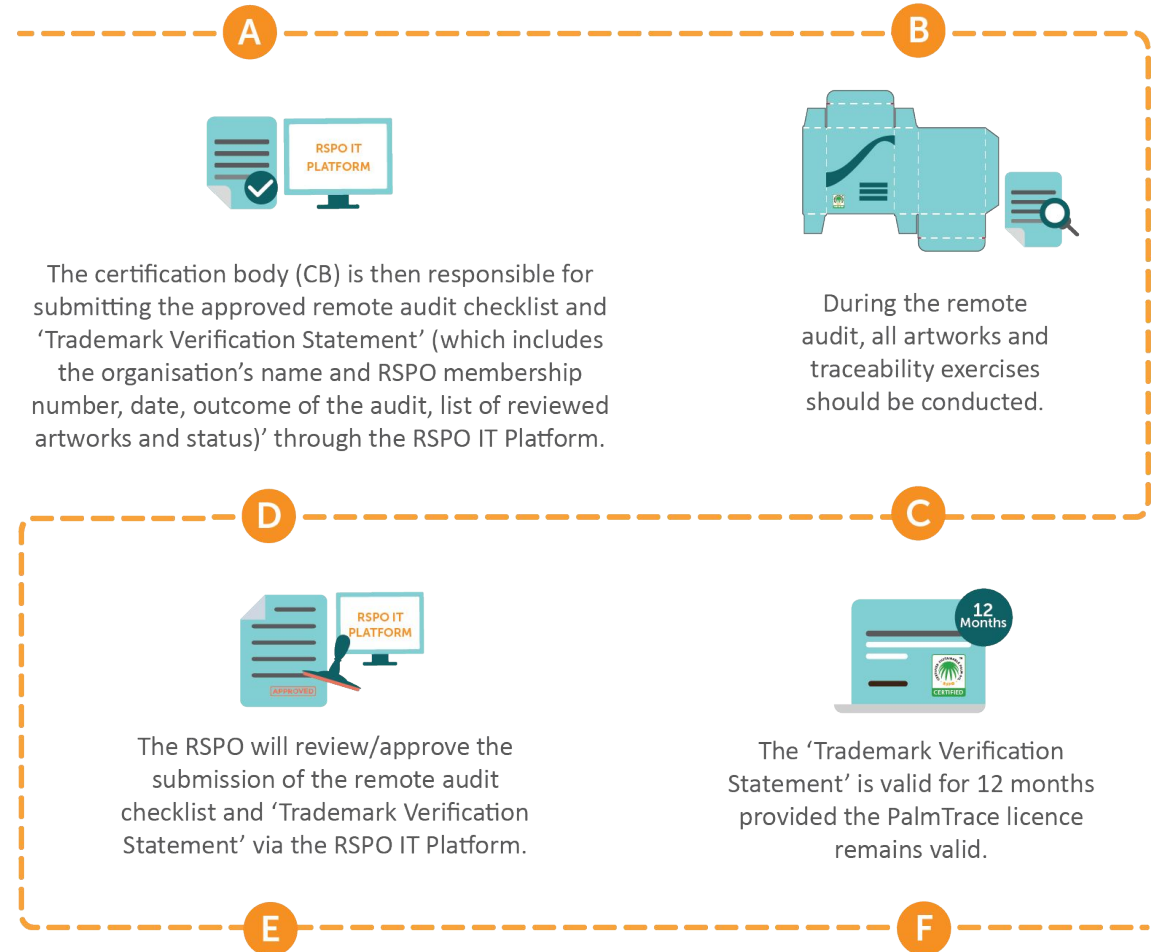 A
B
RSPO IT
PLATFORM
The certification body (CB) is then responsible for
submitting the approved remote audit checklist and
‘Trademark Verification Statement’ (which includes
the organisation’s name and RSPO membership
number, date, outcome of the audit, list of reviewed
artworks and status)’ through the RSPO IT Platform.
During the remote
audit, all artworks and
traceability exercises
should be conducted.
D
C
RSPO IT
PLATFORM
APPROVED
The RSPO will review/approve the
submission of the remote audit
checklist and ‘Trademark Verification
Statement’ via the RSPO IT Platform.
12
Months
CERTIFIED
The ‘Trademark Verification
Statement’ is valid for 12 months
provided the PalmTrace licence
remains valid.
E
F